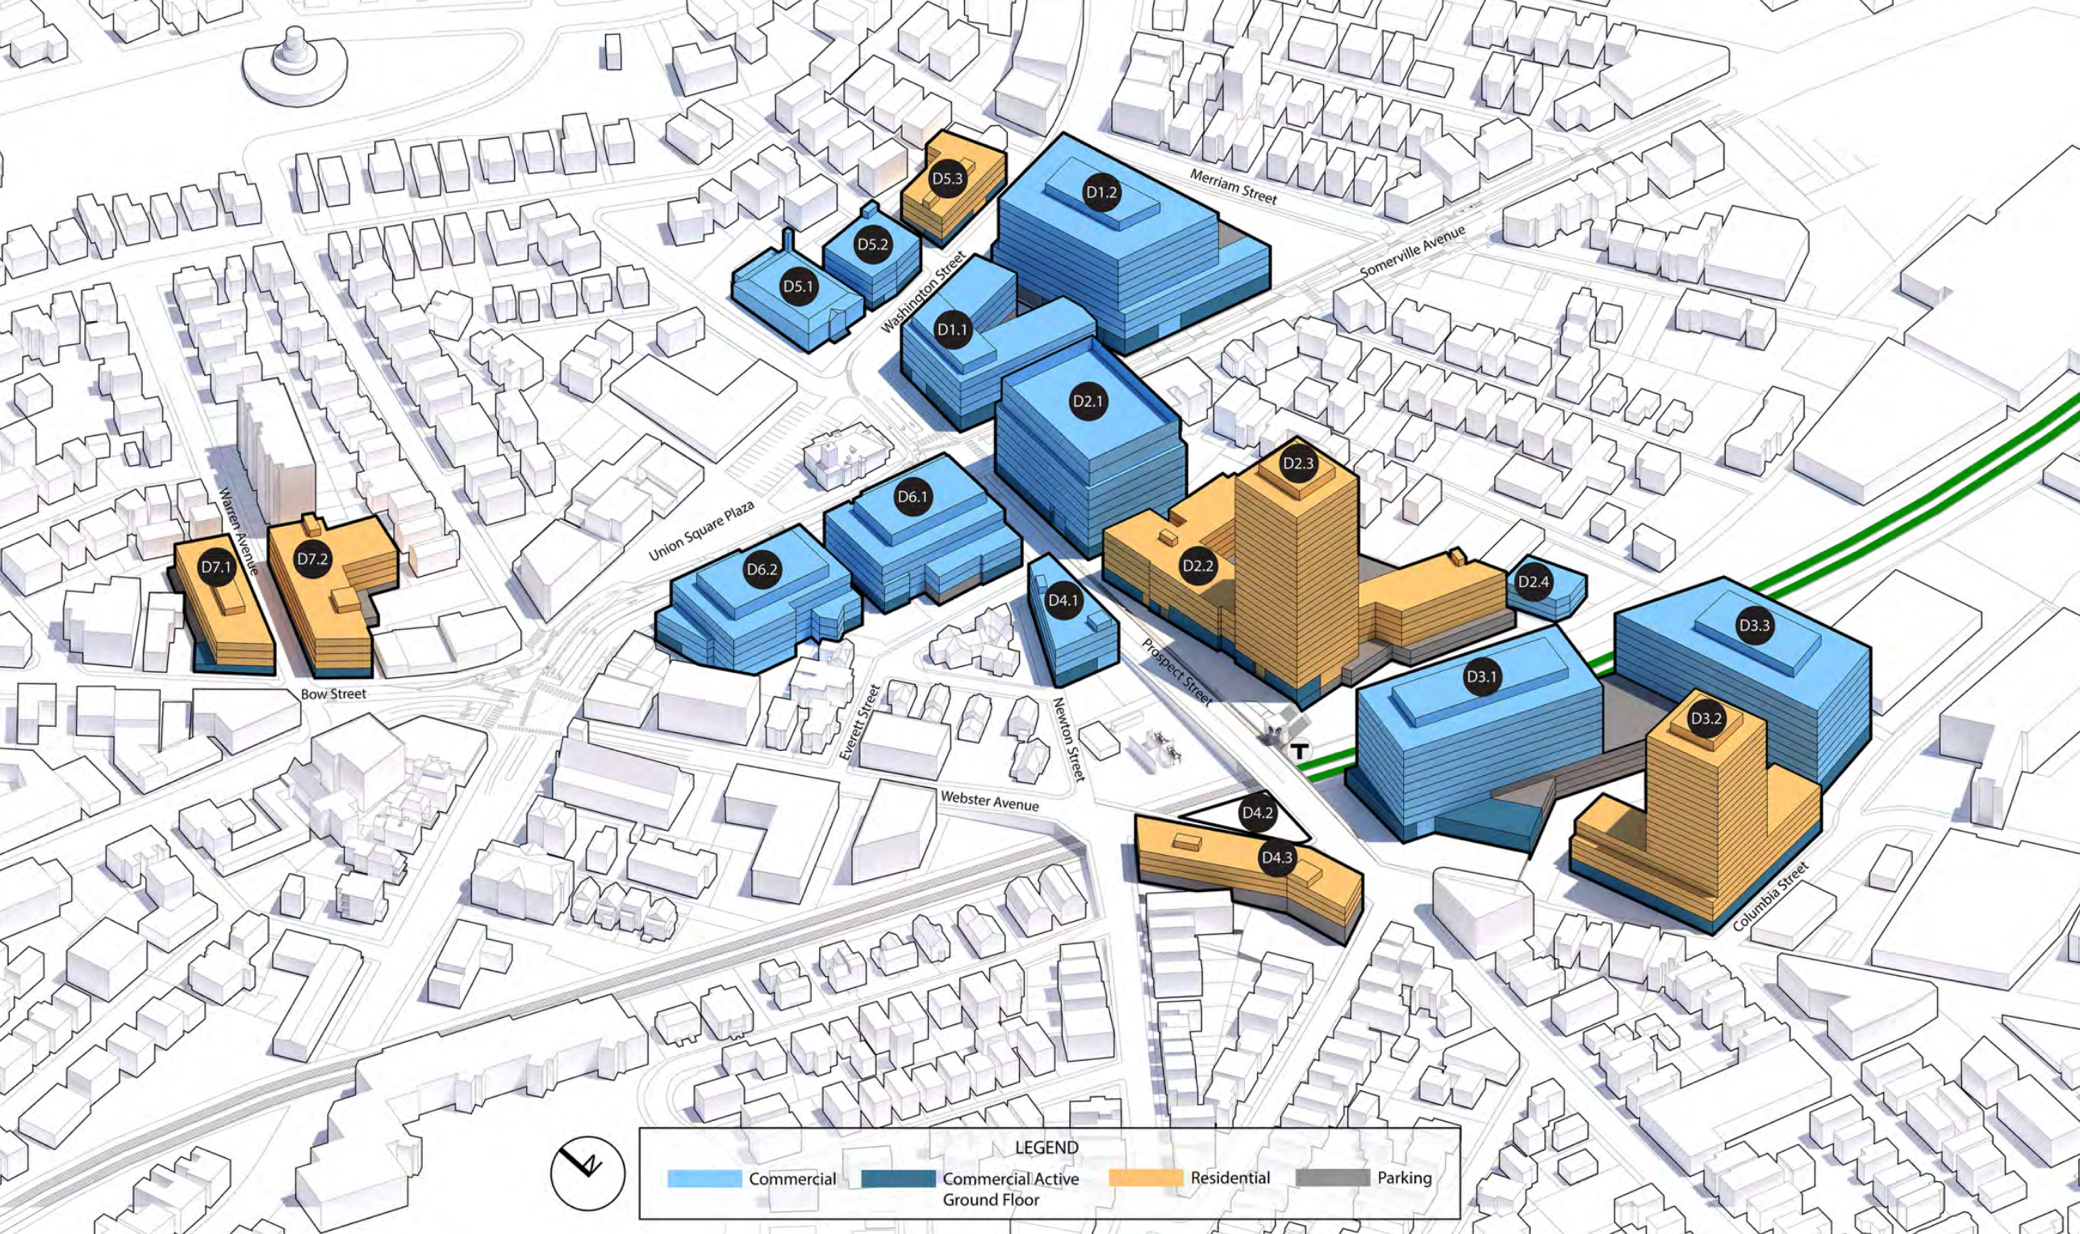 D5.3
D1.2
Merriam Street
D5.2
Somerville Avenue
D5.1
Washington Street
D1.1
D2.1
D2.3
D6.1
Union Square Plaza
Warren Avenue
D7.1
D7.2
D6.2
D2.2
D2.4
D4.1
D3.3
Prospect Street
D3.1
Bow Street
Everett Street
Newton Street
D3.2
T
Webster Avenue
D4.2
D4.3
Columbia Street
N
LEGEND
Commercial
Commercial Active
Ground Floor
Residential
Parking